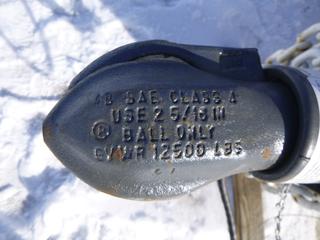 SAE CLASS 4
USE 2 5/16 IN
® BALL ONLY
GVWR 12500 LBS